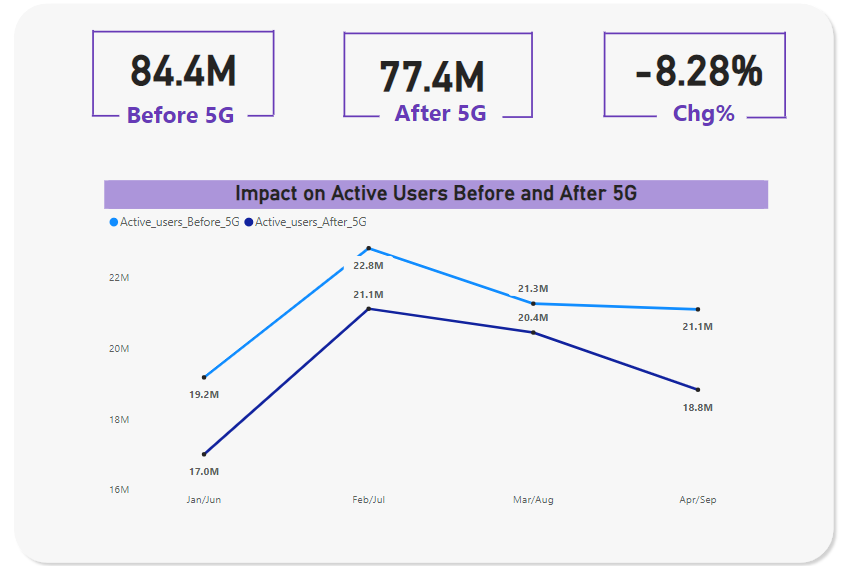 84.4M
Before 5G
77.4M
After 5G
-8.28%
Chg%
Impact on Active Users Before and After 5G
Active_users_Before_5G Active_users_After_5G
22M
20M
18M
16M
19.2M
22.8M
21.3M
21.1M
17.0M
21.1M
20.4M
18.8M
Jan/Jun Feb/Jul Mar/Aug Apr/Sep